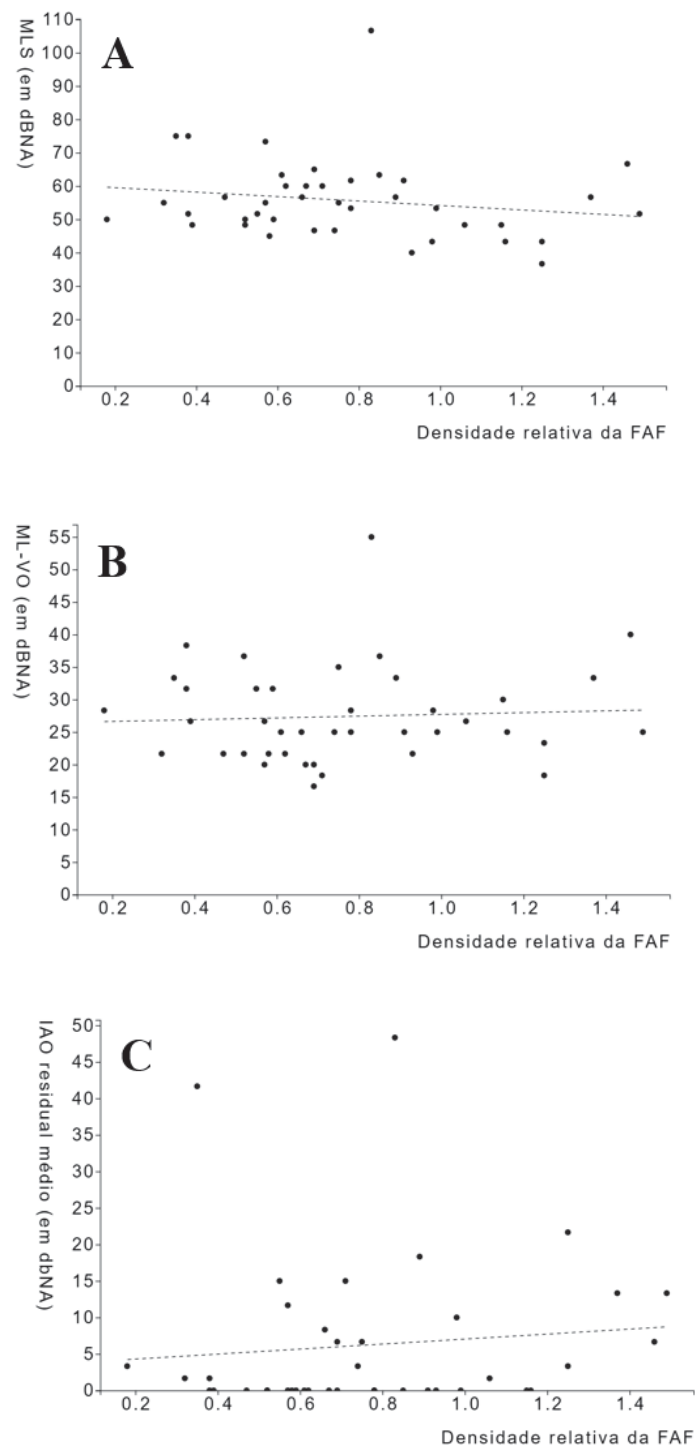 A
MLS (em dBNA)
110
100
90
80
70
60
50
40
30
20
10
0
0.2 0.4 0.6 0.8 1.0 1.2 1.4
Densidade relativa da FAF
B
ML-VO (em dBNA)
55
50
45
40
35
30
25
20
15
10
5
0
0.2 0.4 0.6 0.8 1.0 1.2 1.4
Densidade relativa da FAF
C
IAO residual médio (em dbNA)
50
45
40
35
30
25
20
15
10
5
0
0.2 0.4 0.6 0.8 1.0 1.2 1.4
Densidade relativa da FAF